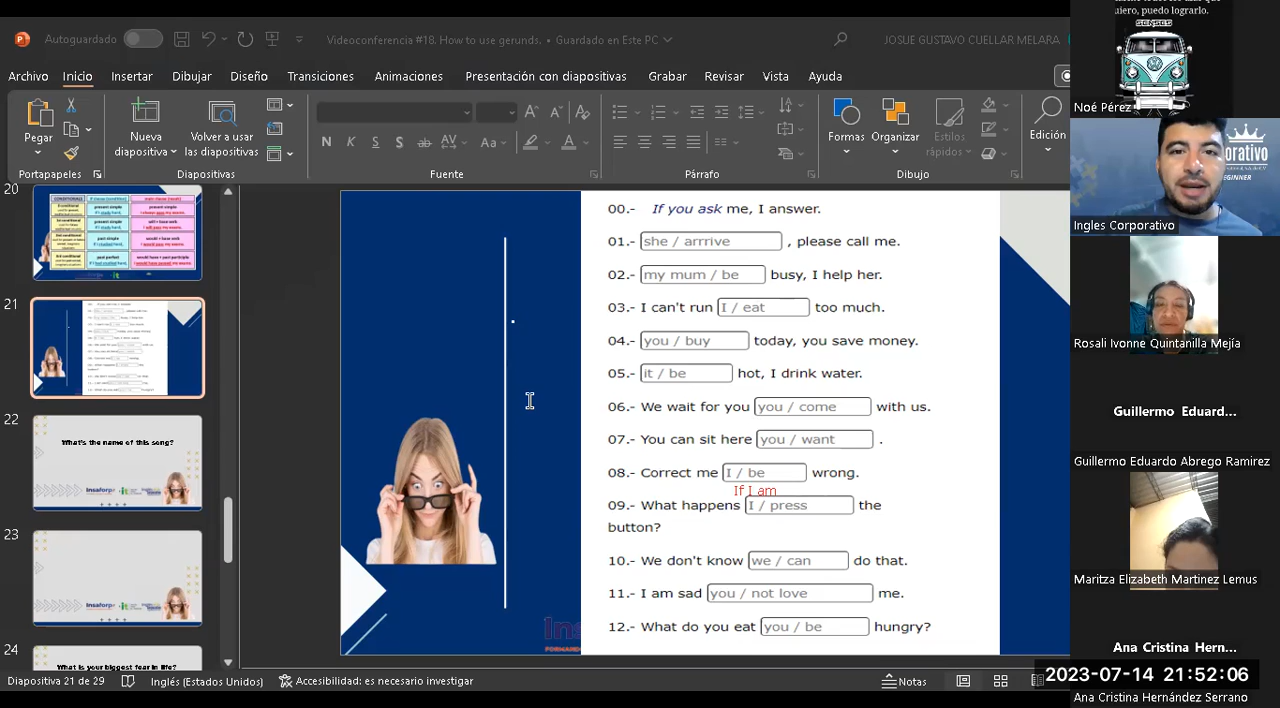 uiero, puedo lograrlo.
Autoguardado
Videoconferencia #18 how to use gerunds. • Guardado en Este PC
JOSUE GUSTAVO CUELLAR MELARA
Archivo Inicio Insertar Dibujar Diseño Transiciones Animaciones Presentación con diapositivas Grabar Revisar Vista Ayuda
Pegar
Nueva diapositiva
Volver a usar las diapositivas
N K S S ab AV Aa A
Formas Organizar Estilos rápidos Edición
Portapapeles Diapositivas Fuente Párrafo Dibujo
Noé Pérez
orativo
Ingles Corporativo
Rosali Ivonne Quintanilla Mejía
Guillermo Eduard...
Guillermo Eduardo Abrego Ramirez
Maritza Elizabeth Martinez Lemus
Ana Cristina Hern...
Ana Cristina Hernández Serrano
20
CONDITIONALS
21
22
What's the name of this song?
Insaforp
23
Insaforp
24
What is your biggest fear in life?
00.- If you ask me, I answer.
01.- she / arrrive , please call me.
02.- my mum / be busy, I help her.
03.- I can't run I / eat too much.
04.- you / buy today, you save money.
05.- it / be hot, I drink water.
06.- We wait for you you / come with us.
07.- You can sit here you / want .
08.- Correct me I / be wrong.
If I am
09.- What happens I / press the
button?
10.- We don't know we / can do that.
11.- I am sad you / not love me.
12.- What do you eat you / be hungry?
Diapositiva 21 de 29 Inglés (Estados Unidos) Accesibilidad: es necesario investigar Notas
2023-07-14 21:52:06